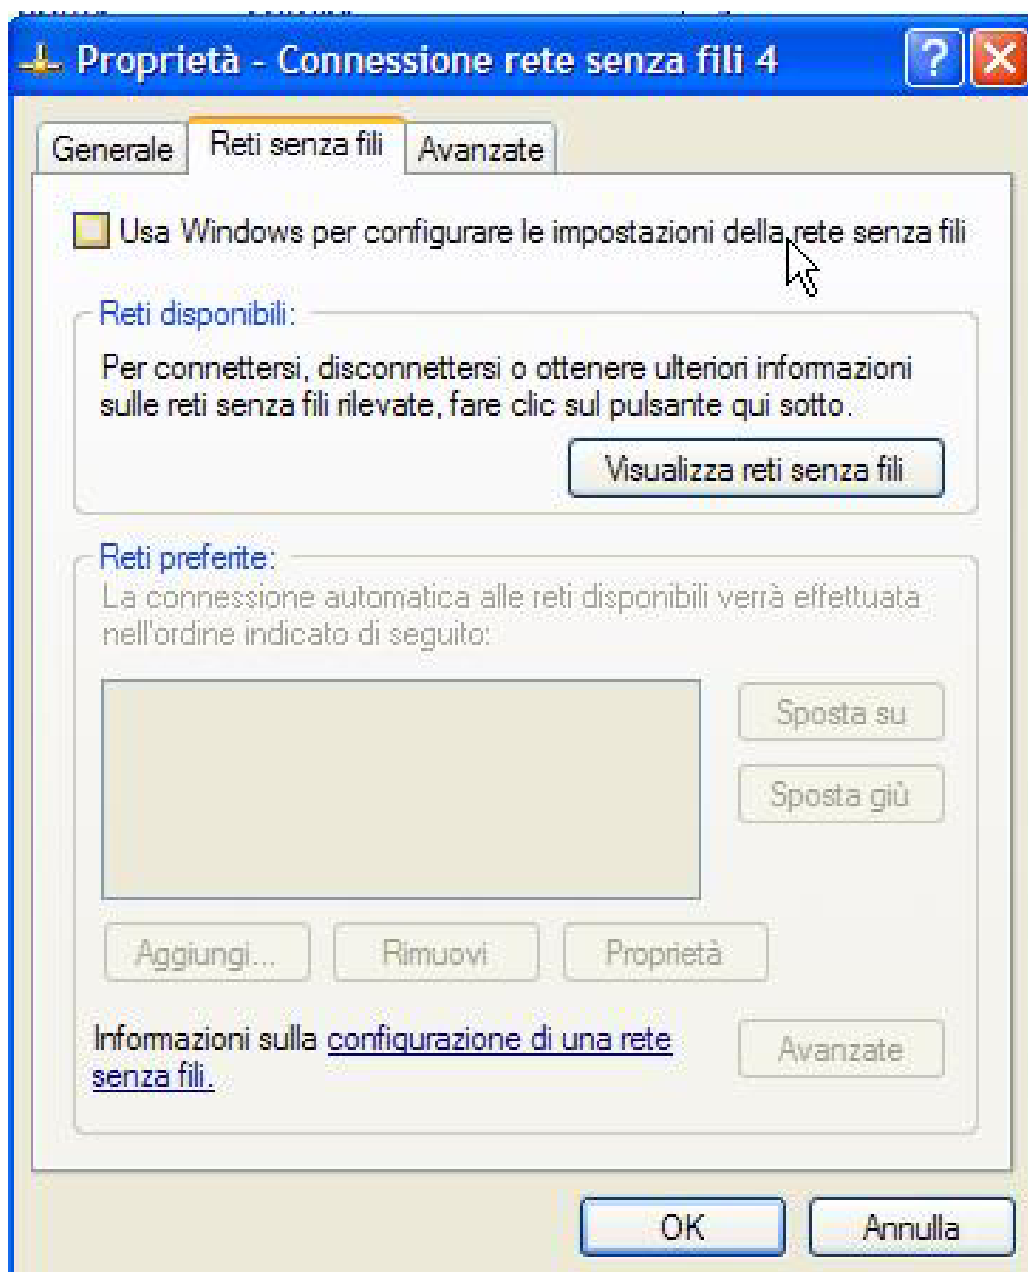 Proprietà - Connessione rete senza fili 4
Generale
Reti senza fili
Avanzate
Usa Windows per configurare le impostazioni della rete senza fili
Reti disponibili:
Per connettersi, disconnettersi o ottenere ulteriori informazioni
sulle reti senza fili rilevate, fare clic sul pulsante qui sotto.
Visualizza reti senza fili
Reti preferite:
La connessione automatica alle reti disponibili verrà effettuata
nell'ordine indicato di seguito:
Sposta su
Sposta giù
Aggiungi...
Rimuovi
Proprietà
Informazioni sulla configurazione di una rete
senza fili.
Avanzate
OK
Annulla